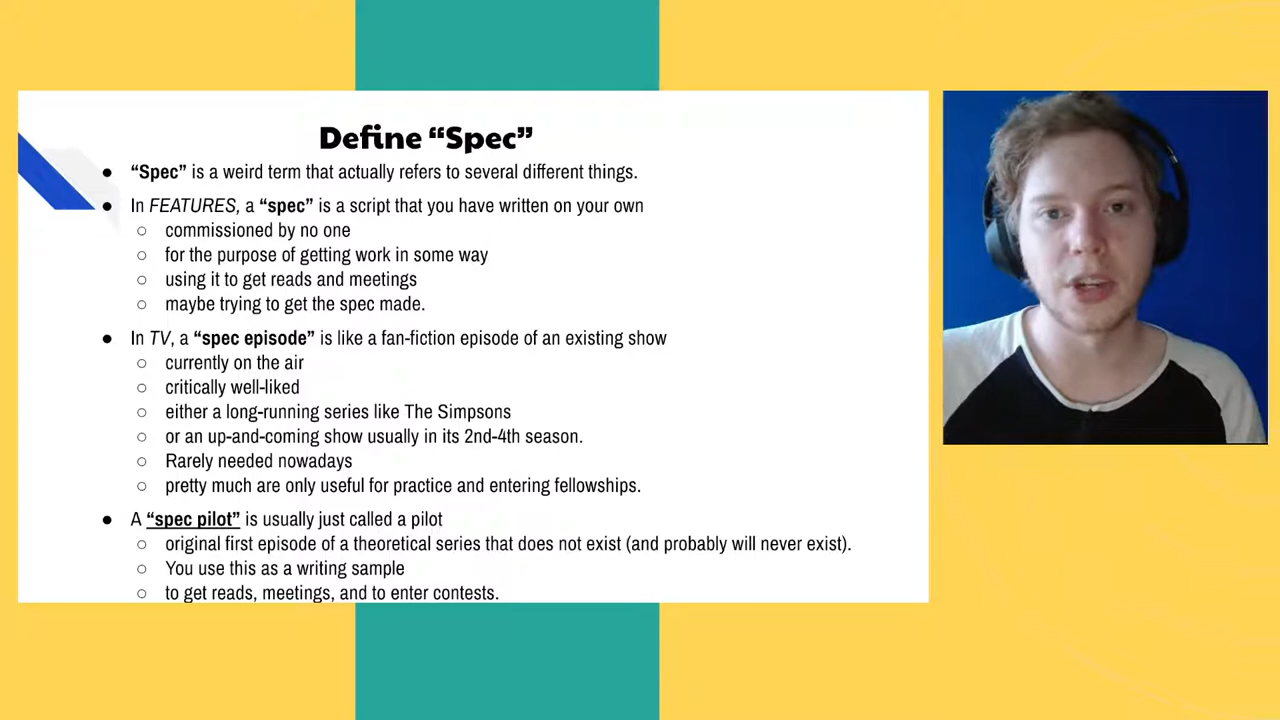 Define “Spec”
● “Spec” is a weird term that actually refers to several different things.
● In FEATURES, a “spec” is a script that you have written on your own
○ commissioned by no one
○ for the purpose of getting work in some way
○ using it to get reads and meetings
○ maybe trying to get the spec made.
● In TV, a “spec episode” is like a fan-fiction episode of an existing show
○ currently on the air
○ critically well-liked
○ either a long-running series like The Simpsons
○ or an up-and-coming show usually in its 2nd-4th season.
○ Rarely needed nowadays
○ pretty much are only useful for practice and entering fellowships.
● A “spec pilot” is usually just called a pilot
○ original first episode of a theoretical series that does not exist (and probably will never exist).
○ You use this as a writing sample
○ to get reads, meetings, and to enter contests.